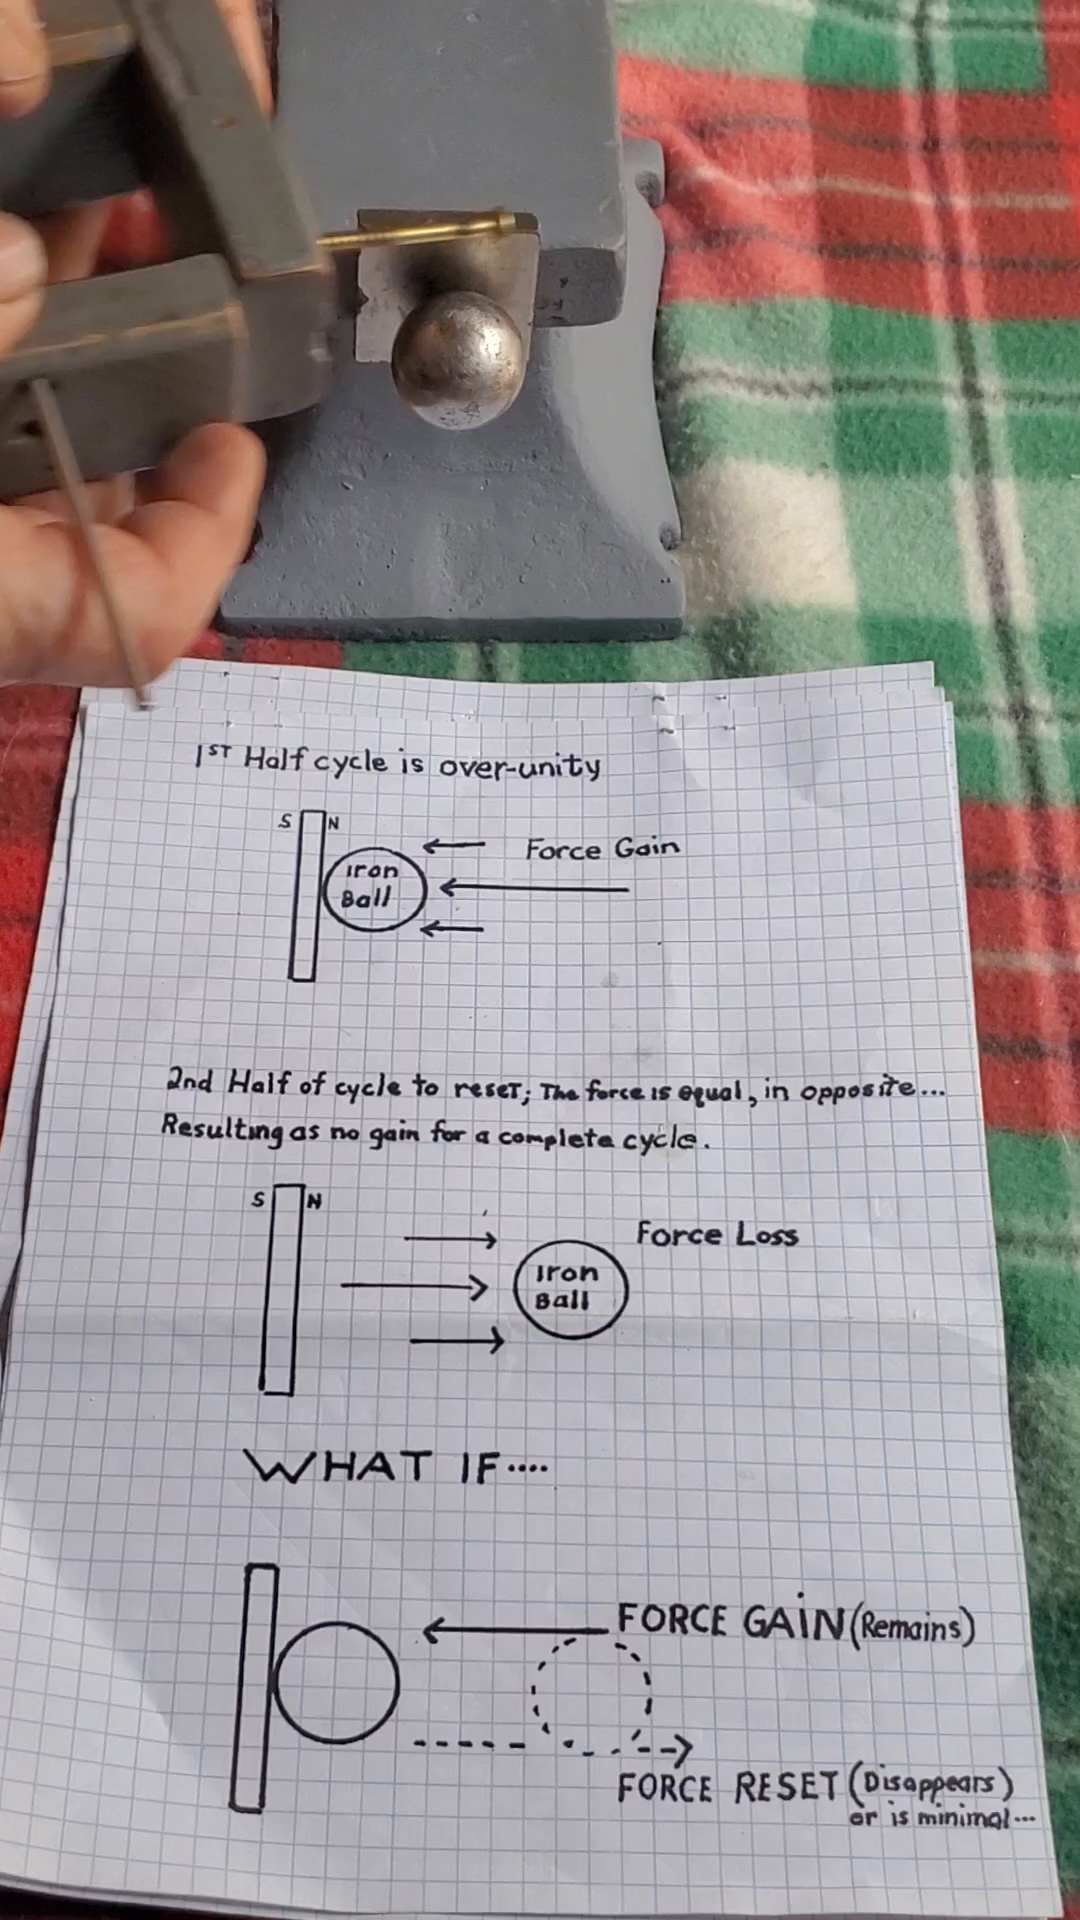 1ST Half cycle is over-unity
S N
Force Gain
Iron
Ball
2nd Half of cycle to reset; The force is equal, in opposite...
Resulting as no gain for a complete cycle.
S N
Force Loss
Iron
Ball
WHAT IF....
FORCE GAIN (Remains)
FORCE RESET (Disappears)
or is minimal...